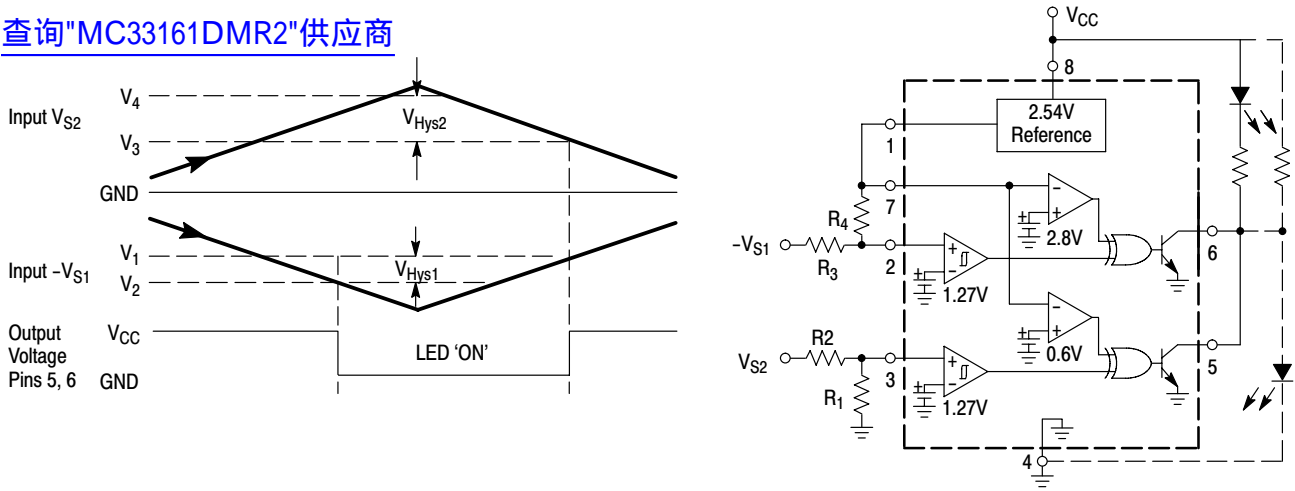 查询"MC33161DMR2"供应商
Input VS2
V4
V3
VHys2
GND
Input –VS1
V1
V2
VHys1
Output
Voltage
Pins 5, 6
VCC
GND
LED ‘ON’
VCC
8
2.54V
Reference
1
7
R4
–VS1
R3
2
+
–
+
1.27V
–
+
+
2.8V
6
–
+
+
0.6V
5
VS2
R2
3
R1
+
–
+
1.27V
4